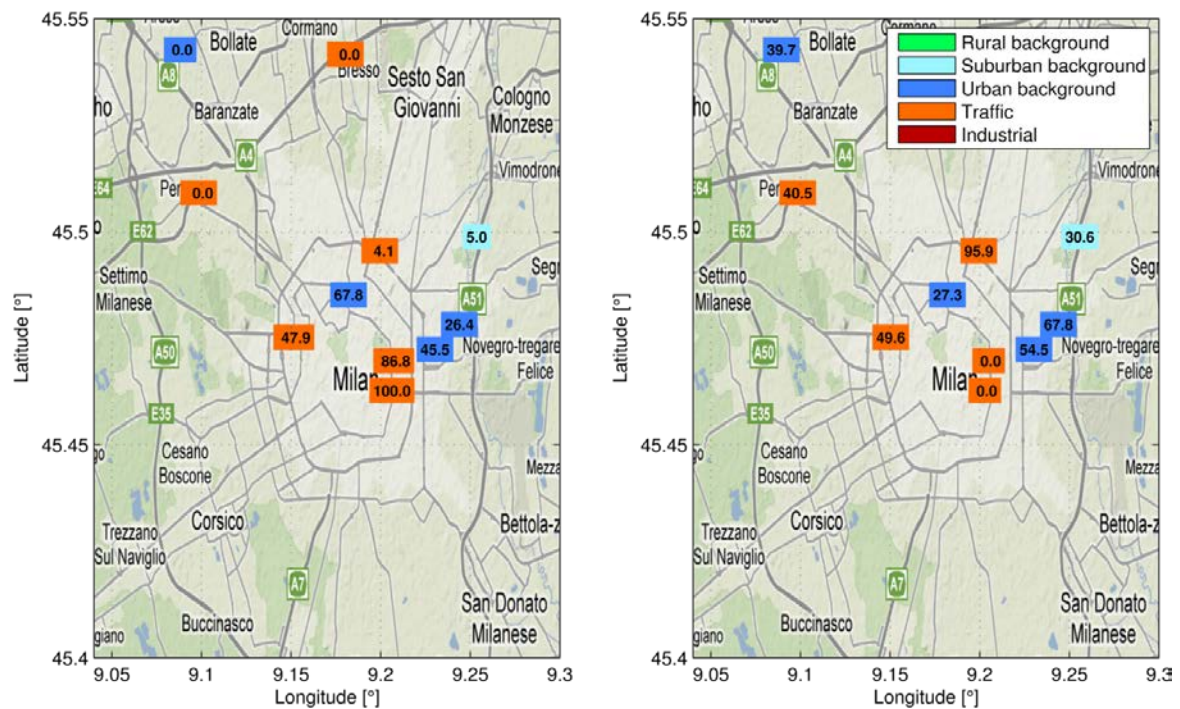 45.55
45.5
45.45
45.4
Latitude [°]
9.05 9.1 9.15 9.2 9.25 9.3
Longitude [°]
Bollate
Cormano
0.0
0.0
A8
Bresso
Sesto San
Giovanni
Baranzate
Cologno
Monzese
ho
A4
Vimodrone
E64
Per
0.0
o
E62
4.1
5.0
Settimo
Milanese
67.8
Segr
A51
26.4
47.9
45.5
A50
86.8
Novegro-tregare
Felice
Milan
100.0
E35
go
Cesano
Boscone
Mezza
Corsico
Trezzano
Sul Naviglio
Bettola-z
A7
San Donato
Milanese
Buccinasco
ggiano
45.55
45.5
45.45
45.4
Latitude [°]
9.05 9.1 9.15 9.2 9.25 9.3
Longitude [°]
Rural background
Suburban background
Urban background
Traffic
Industrial
Bollate
39.7
A8
Baranzate
ho
A4
Vimodrone
E64
Per
40.5
o
E62
95.9
30.6
Settimo
Milanese
27.3
Segr
A51
67.8
49.6
54.5
A50
0.0
Novegro-tregare
Felice
Milan
0.0
E35
go
Cesano
Boscone
Mezza
Corsico
Trezzano
Sul Naviglio
Bettola-z
A7
San Donato
Milanese
Buccinasco
ggiano